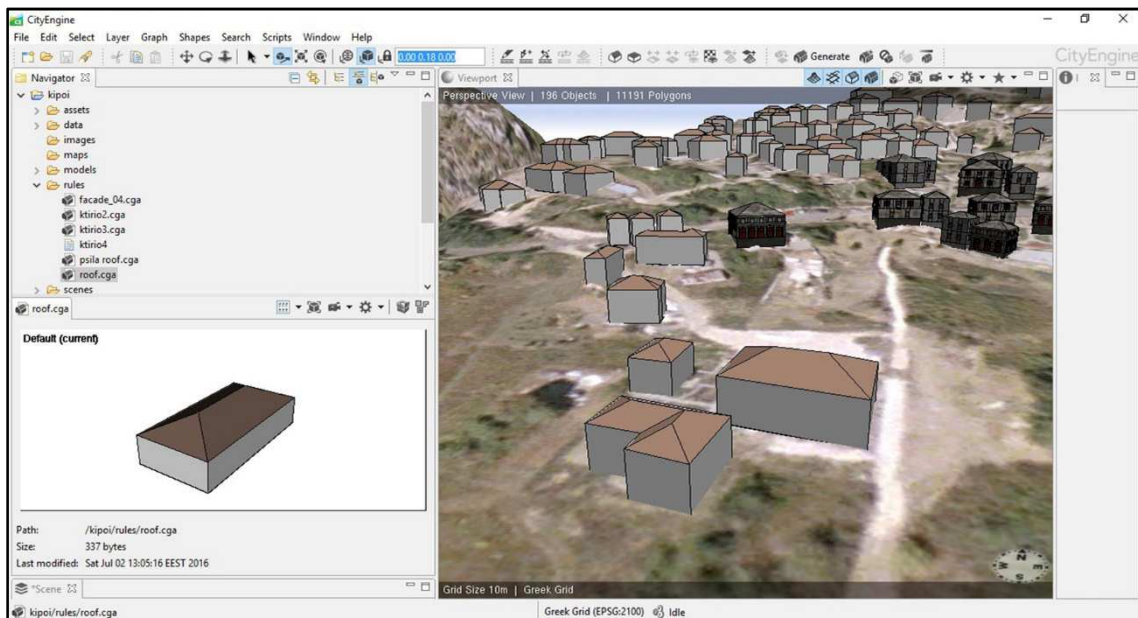 CityEngine
File Edit Select Layer Graph Shapes Search Scripts Window Help
0.00 0.18 0.00
Generate
CityEngine
Navigator
Viewport
kipoi
assets
data
images
maps
models
rules
facade_04.cga
ktirio2.cga
ktirio3.cga
ktirio4
psila roof.cga
roof.cga
scenes
roof.cga
Default (current)
Path: /kipoi/rules/roof.cga
Size: 337 bytes
Last modified: Sat Jul 02 13:05:16 EEST 2016
*Scene
Perspective View | 196 Objects | 11191 Polygons
N
W E
S
Grid Size 10m | Greek Grid
kipoi/rules/roof.cga
Greek Grid (EPSG:2100) Idle